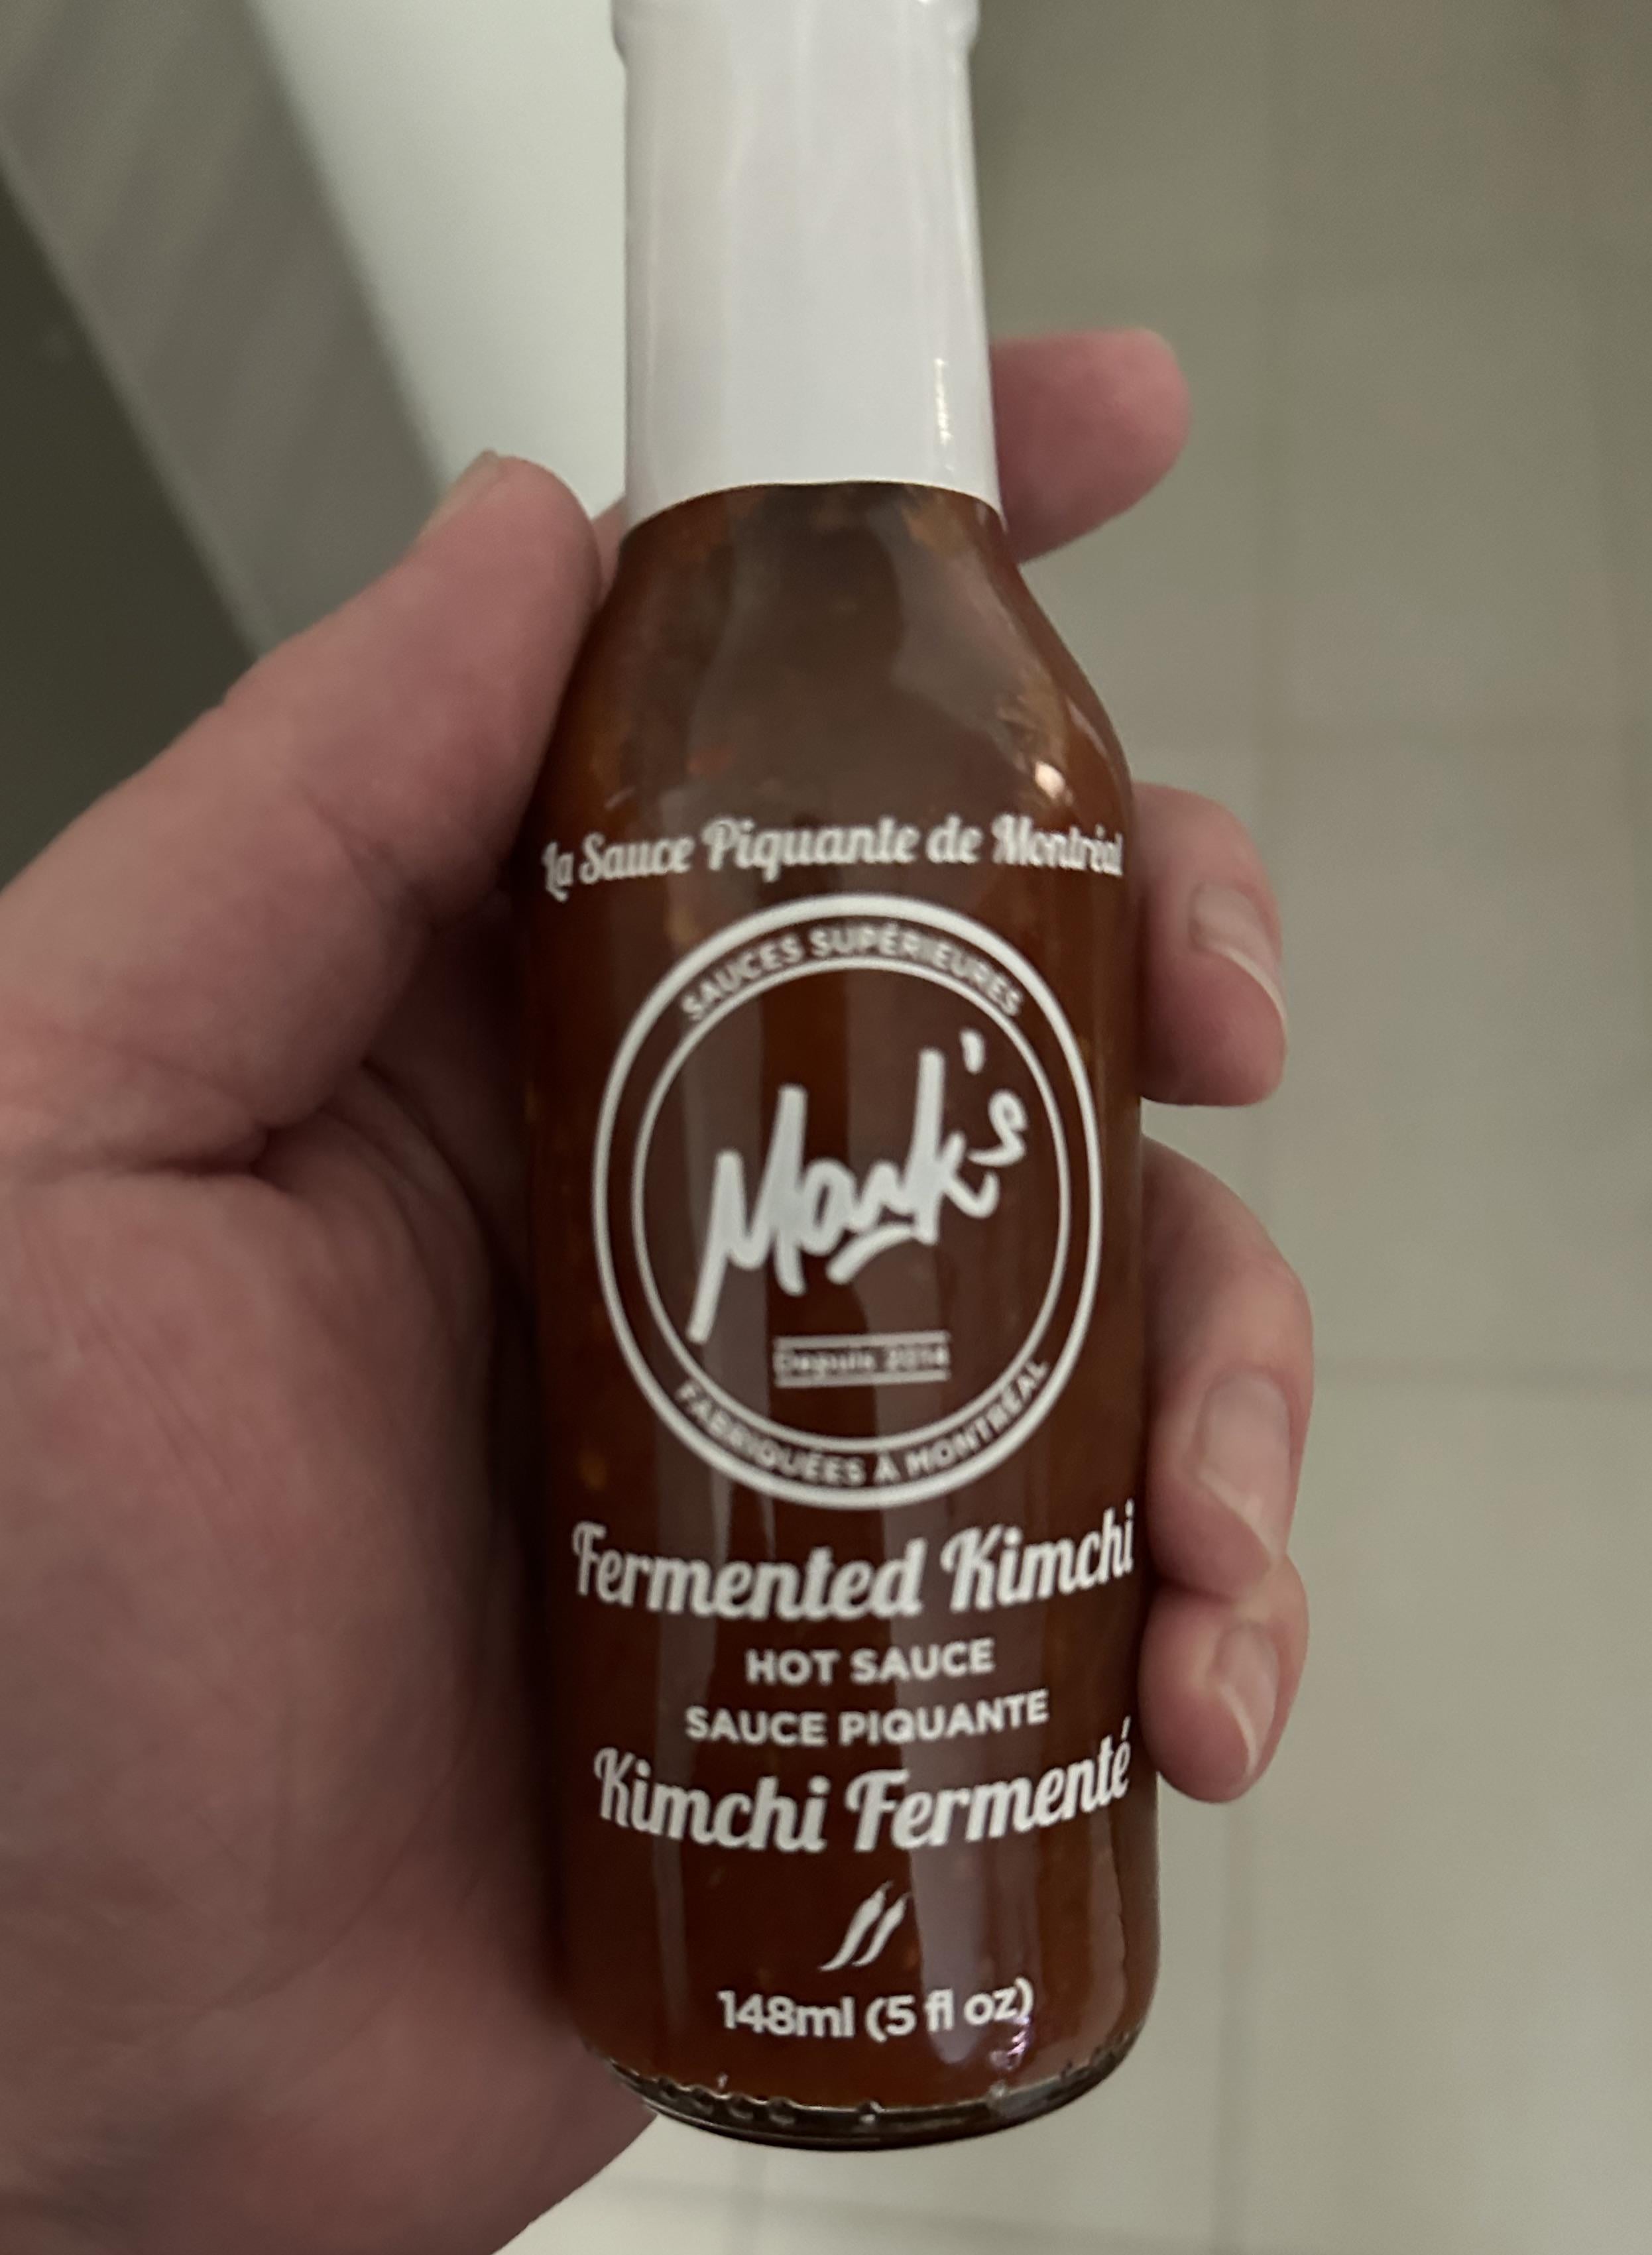 La Sauce Piquante de Montréal
SAUCES SUPÉRIEURES
Mark's
Depuis 2014
FABRIQUÉES À MONTRÉAL
Fermented Kimchi
HOT SAUCE
SAUCE PIQUANTE
Kimchi Fermenté
148ml (5 fl oz)